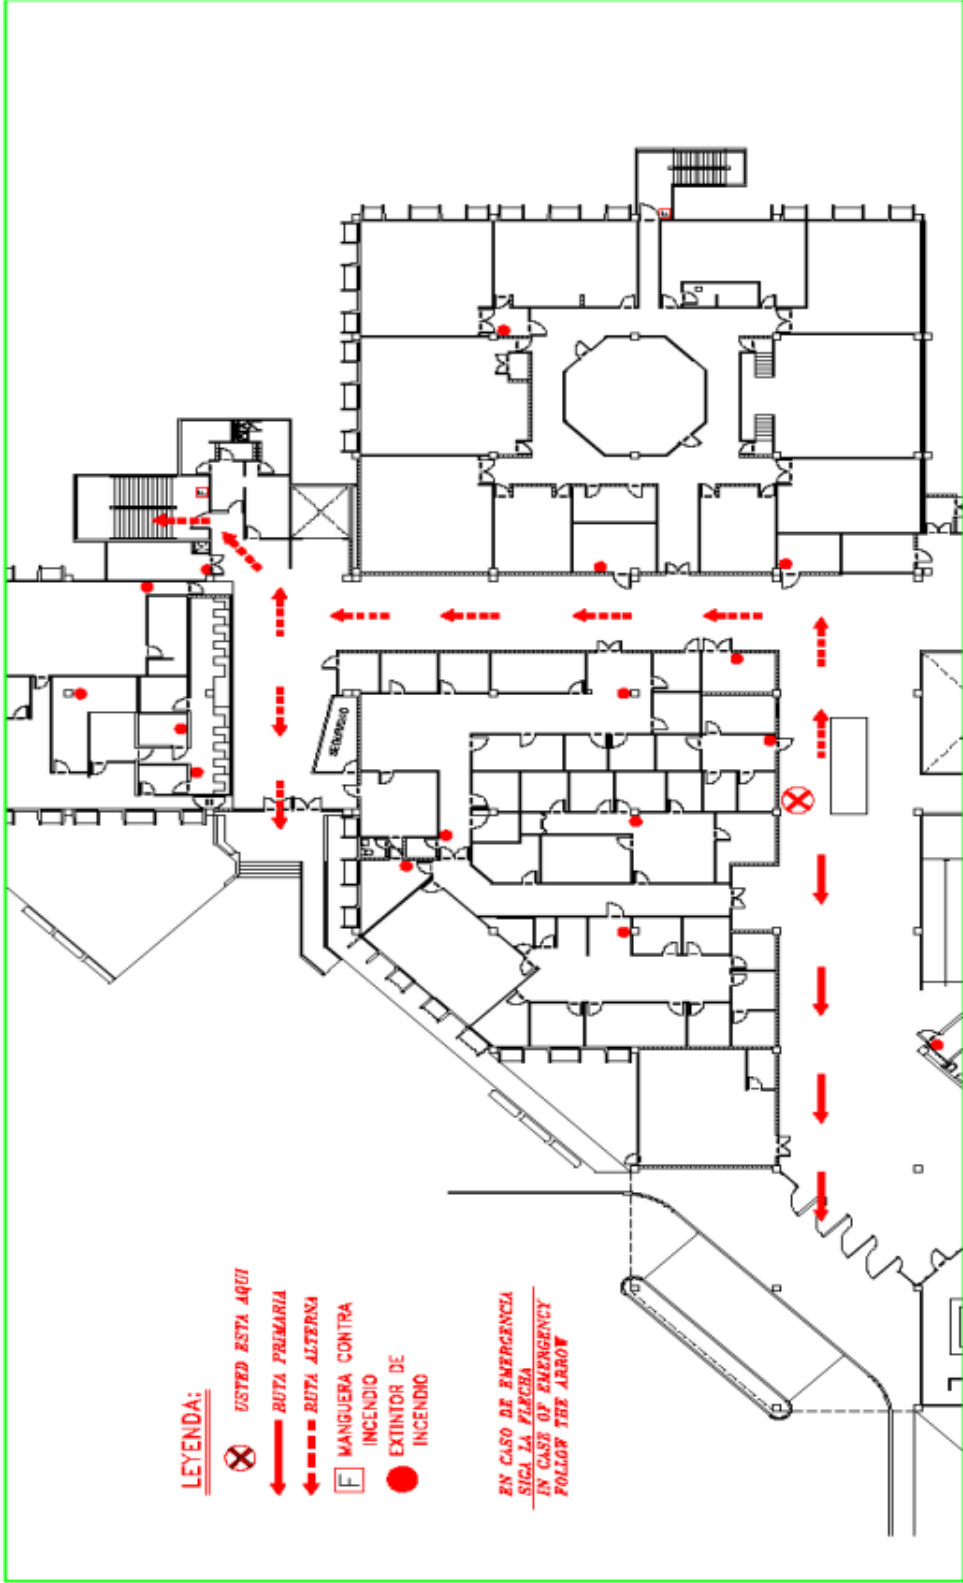 LEYENDA:
USTED ESTA AQUI
RUTA PRIMARIA
RUTA ALTERNA
F MANGUERA CONTRA
INCENDIO
EXTINTOR DE
INCENDIO
EN CASO DE EMERGENCIA
SIGA LA FLECHA
IN CASE OF EMERGENCY
FOLLOW THE ARROW
SEGURIDAD
F
F